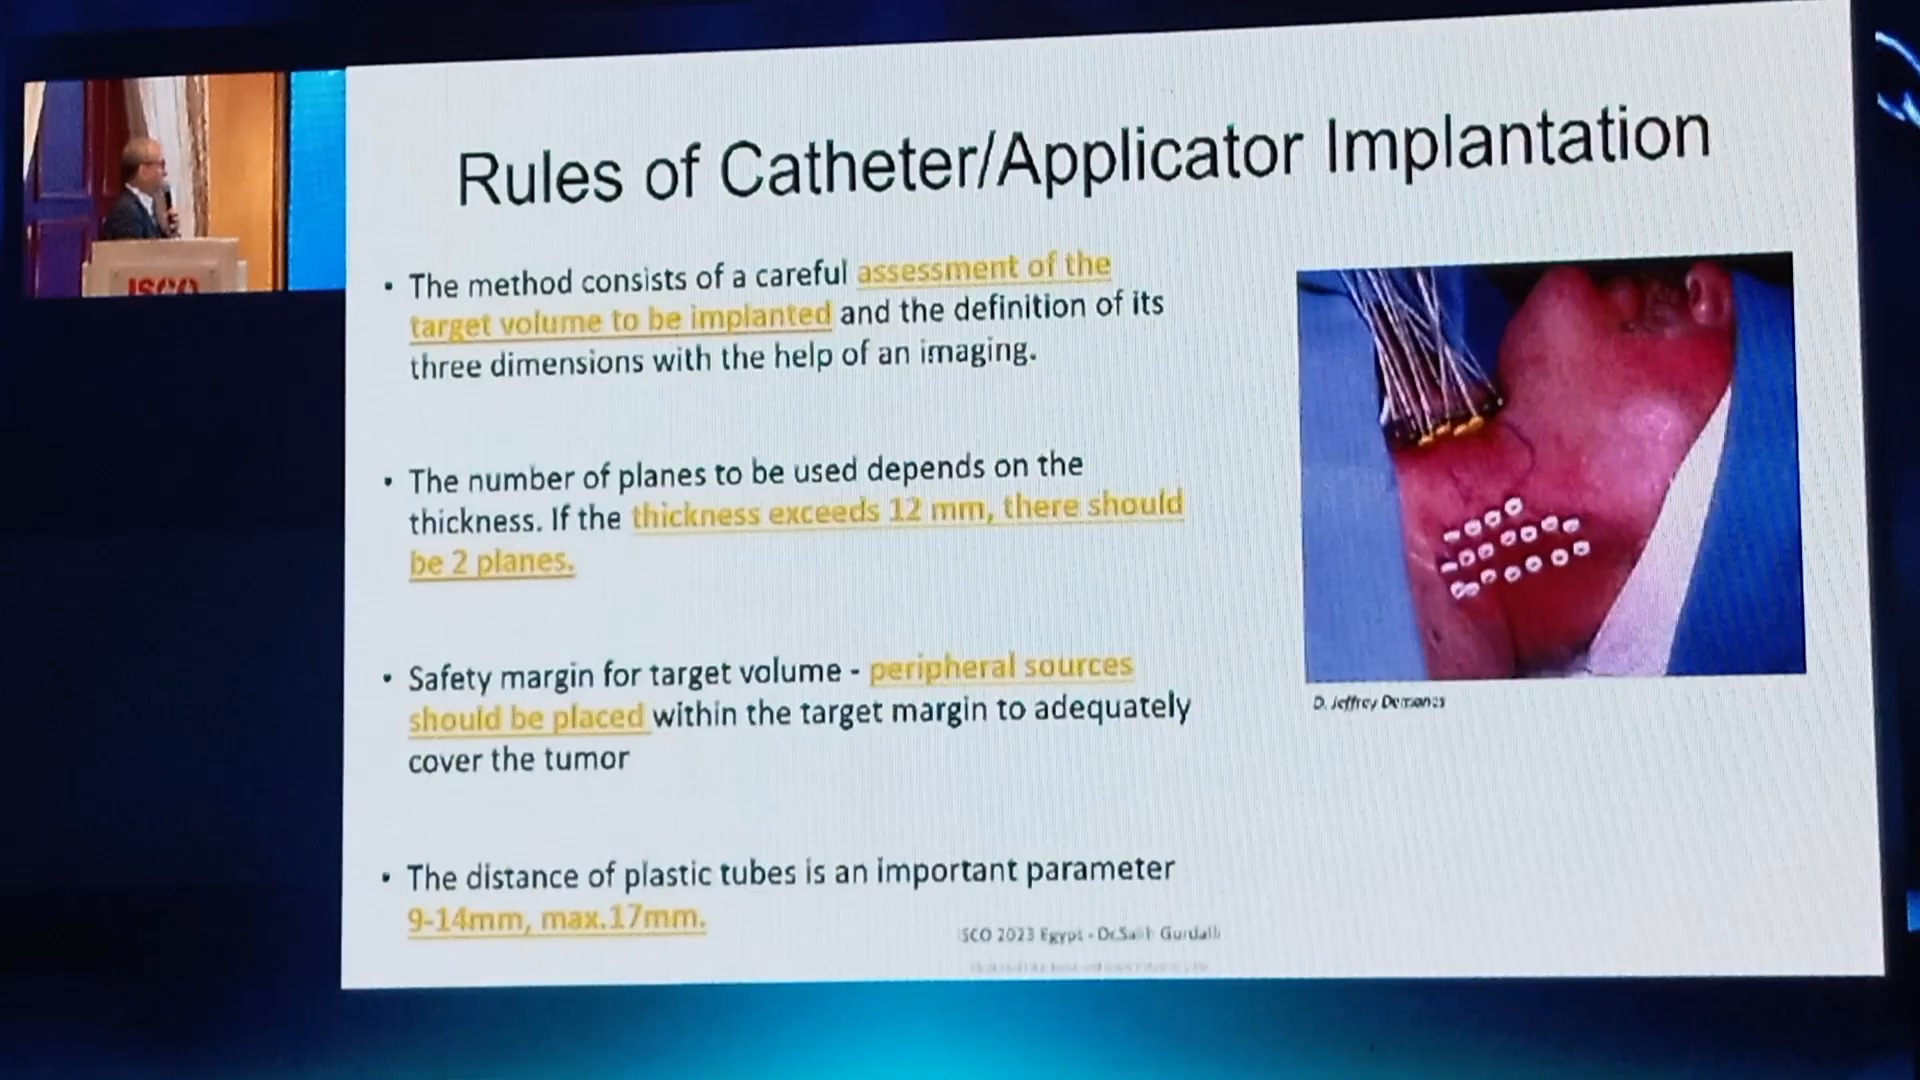 Rules of Catheter/Applicator Implantation
• The method consists of a careful assessment of the
target volume to be implanted and the definition of its
three dimensions with the help of an imaging.
• The number of planes to be used depends on the
thickness. If the thickness exceeds 12 mm, there should
be 2 planes.
• Safety margin for target volume - peripheral sources
should be placed within the target margin to adequately
cover the tumor
• The distance of plastic tubes is an important parameter
9-14mm, max.17mm.
D. Jeffrey
SCO 2023 Egypt - Dr.Salih
ISCO